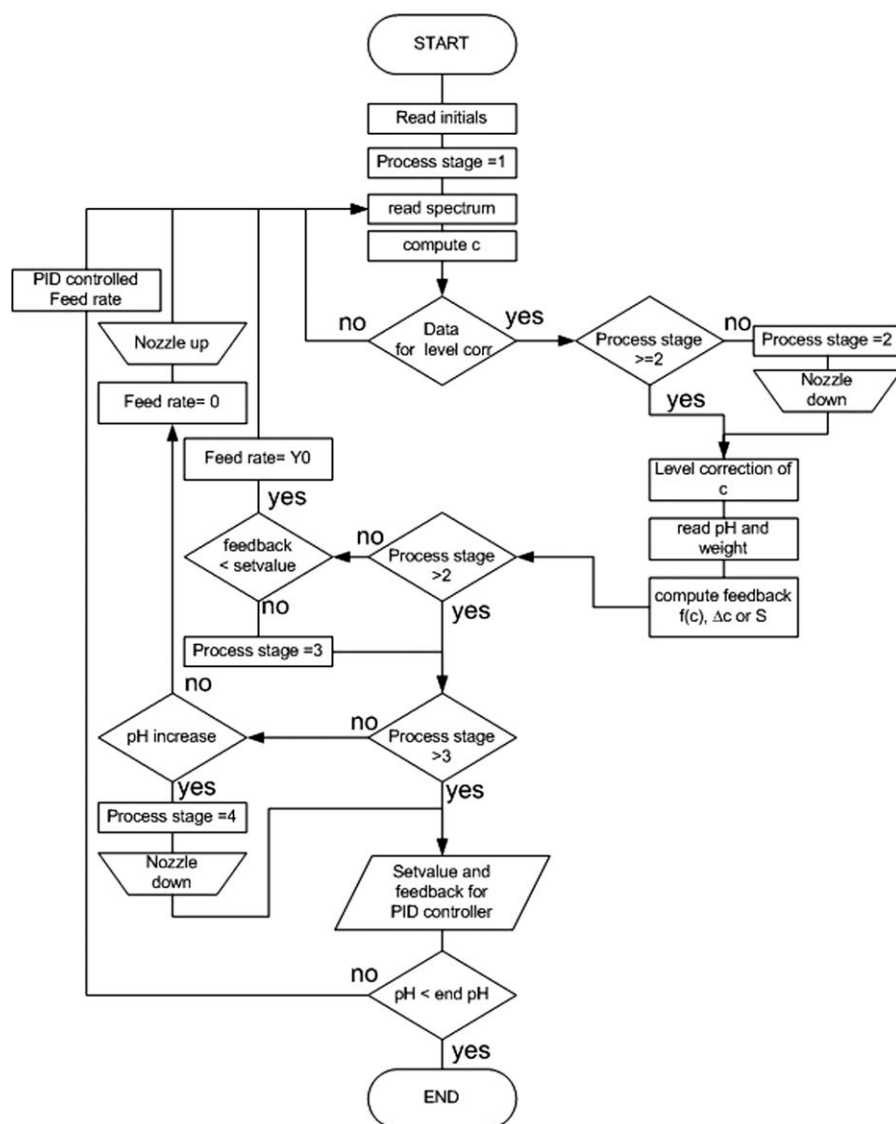 START
Read initials
Process stage =1
read spectrum
compute c
PID controlled
Feed rate
no
Data
for level corr.
yes
Process stage
>=2
no
Process stage =2
Nozzle up
Nozzle
down
yes
Feed rate= 0
Feed rate= Y0
Level correction of
c
yes
read pH and
weight
feedback
< setvalue
no
Process stage
>2
compute feedback
f(c), Δc or S
no
yes
Process stage =3
no
pH increase
no
Process stage
>3
yes
yes
Process stage =4
Nozzle
down
Setvalue and
feedback for
PID controller
no
pH < end pH
yes
END